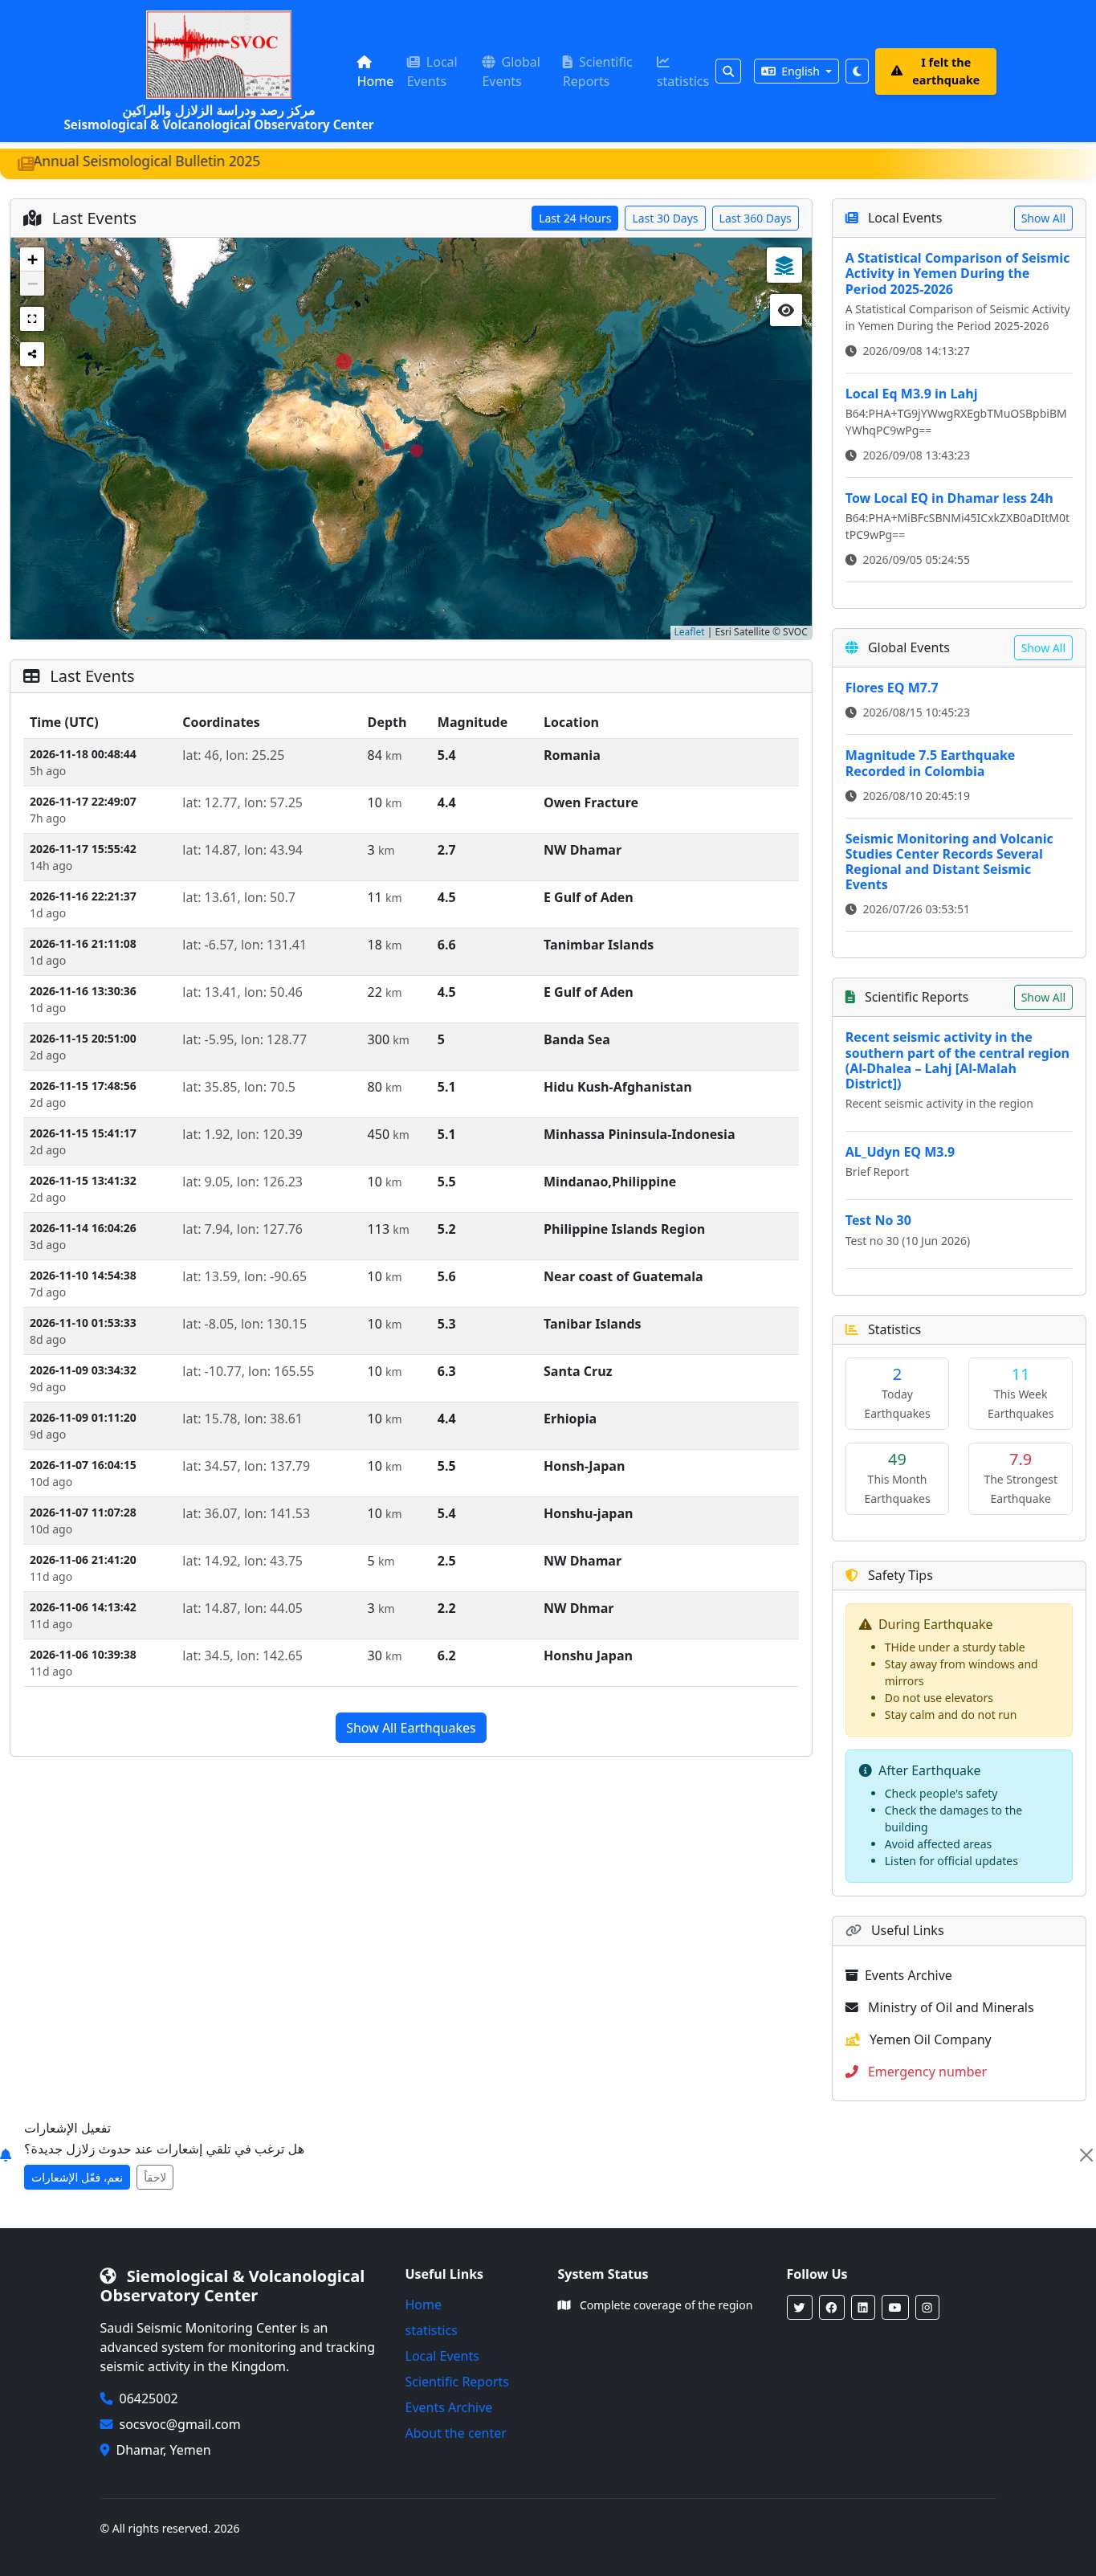 SVOC
مركز رصد ودراسة الزلازل والبراكين
Seismological & Volcanological Observatory Center
Home
Local Events
Global Events
Scientific Reports
statistics
English
I felt the earthquake
Annual Seismological Bulletin 2025
Last Events
Last 24 Hours
Last 30 Days
Last 360 Days
+
−
Leaflet | Esri Satellite © SVOC
Last Events
Time (UTC) Coordinates Depth Magnitude Location
2026-11-18 00:48:44 lat: 46, lon: 25.25 84 km 5.4 Romania
5h ago
2026-11-17 22:49:07 lat: 12.77, lon: 57.25 10 km 4.4 Owen Fracture
7h ago
2026-11-17 15:55:42 lat: 14.87, lon: 43.94 3 km 2.7 NW Dhamar
14h ago
2026-11-16 22:21:37 lat: 13.61, lon: 50.7 11 km 4.5 E Gulf of Aden
1d ago
2026-11-16 21:11:08 lat: -6.57, lon: 131.41 18 km 6.6 Tanimbar Islands
1d ago
2026-11-16 13:30:36 lat: 13.41, lon: 50.46 22 km 4.5 E Gulf of Aden
1d ago
2026-11-15 20:51:00 lat: -5.95, lon: 128.77 300 km 5 Banda Sea
2d ago
2026-11-15 17:48:56 lat: 35.85, lon: 70.5 80 km 5.1 Hidu Kush-Afghanistan
2d ago
2026-11-15 15:41:17 lat: 1.92, lon: 120.39 450 km 5.1 Minhassa Pininsula-Indonesia
2d ago
2026-11-15 13:41:32 lat: 9.05, lon: 126.23 10 km 5.5 Mindanao,Philippine
2d ago
2026-11-14 16:04:26 lat: 7.94, lon: 127.76 113 km 5.2 Philippine Islands Region
3d ago
2026-11-10 14:54:38 lat: 13.59, lon: -90.65 10 km 5.6 Near coast of Guatemala
7d ago
2026-11-10 01:53:33 lat: -8.05, lon: 130.15 10 km 5.3 Tanibar Islands
8d ago
2026-11-09 03:34:32 lat: -10.77, lon: 165.55 10 km 6.3 Santa Cruz
9d ago
2026-11-09 01:11:20 lat: 15.78, lon: 38.61 10 km 4.4 Erhiopia
9d ago
2026-11-07 16:04:15 lat: 34.57, lon: 137.79 10 km 5.5 Honsh-Japan
10d ago
2026-11-07 11:07:28 lat: 36.07, lon: 141.53 10 km 5.4 Honshu-japan
10d ago
2026-11-06 21:41:20 lat: 14.92, lon: 43.75 5 km 2.5 NW Dhamar
11d ago
2026-11-06 14:13:42 lat: 14.87, lon: 44.05 3 km 2.2 NW Dhmar
11d ago
2026-11-06 10:39:38 lat: 34.5, lon: 142.65 30 km 6.2 Honshu Japan
11d ago
Show All Earthquakes
Local Events
Show All
A Statistical Comparison of Seismic
Activity in Yemen During the
Period 2025-2026
A Statistical Comparison of Seismic Activity
in Yemen During the Period 2025-2026
2026/09/08 14:13:27
Local Eq M3.9 in Lahj
B64:PHA+TG9jYWwgRXEgbTMuOSBpbiBM
YWhqPC9wPg==
2026/09/08 13:43:23
Tow Local EQ in Dhamar less 24h
B64:PHA+MiBFcSBNMi45ICxkZXB0aDItM0t
tPC9wPg==
2026/09/05 05:24:55
Global Events
Show All
Flores EQ M7.7
2026/08/15 10:45:23
Magnitude 7.5 Earthquake
Recorded in Colombia
2026/08/10 20:45:19
Seismic Monitoring and Volcanic
Studies Center Records Several
Regional and Distant Seismic
Events
2026/07/26 03:53:51
Scientific Reports
Show All
Recent seismic activity in the
southern part of the central region
(Al-Dhalea – Lahj [Al-Malah
District])
Recent seismic activity in the region
AL_Udyn EQ M3.9
Brief Report
Test No 30
Test no 30 (10 Jun 2026)
Statistics
2
Today
Earthquakes
11
This Week
Earthquakes
49
This Month
Earthquakes
7.9
The Strongest
Earthquake
Safety Tips
During Earthquake
THide under a sturdy table
Stay away from windows and
mirrors
Do not use elevators
Stay calm and do not run
After Earthquake
Check people's safety
Check the damages to the
building
Avoid affected areas
Listen for official updates
Useful Links
Events Archive
Ministry of Oil and Minerals
Yemen Oil Company
Emergency number
تفعيل الإشعارات
هل ترغب في تلقي إشعارات عند حدوث زلازل جديدة؟
نعم، فعّل الإشعارات
لاحقاً
Siemological & Volcanological
Observatory Center
Saudi Seismic Monitoring Center is an
advanced system for monitoring and tracking
seismic activity in the Kingdom.
06425002
socsvoc@gmail.com
Dhamar, Yemen
Useful Links
Home
statistics
Local Events
Scientific Reports
Events Archive
About the center
System Status
Complete coverage of the region
Follow Us
© All rights reserved. 2026